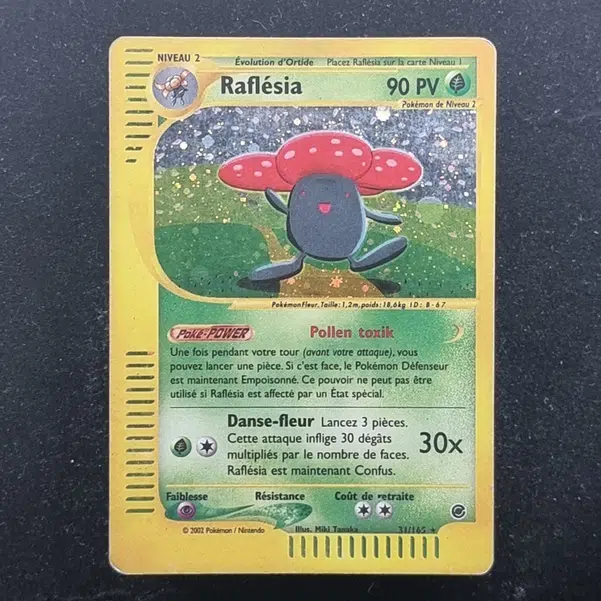 NIVEAU 2
Évolution d'Ortide Placez Raflésia sur la carte Niveau 1
Raflésia 90 PV
Pokémon de Niveau 2
Pokémon Fleur, Taille: 1,2m, poids: 18,6kg ID: B-67
Poké-POWER Pollen toxik
Une fois pendant votre tour (avant votre attaque), vous
pouvez lancer une pièce. Si c'est face, le Pokémon Défenseur
est maintenant Empoisonné. Ce pouvoir ne peut pas être
utilisé si Raflésia est affecté par un État spécial.
Danse-fleur Lancez 3 pièces.
Cette attaque inflige 30 dégâts
multipliés par le nombre de faces.
Raflésia est maintenant Confus.
30x
Faiblesse Résistance Coût de retraite
© 2002 Pokémon / Nintendo Illus. Miki Tanaka 31/165 ★